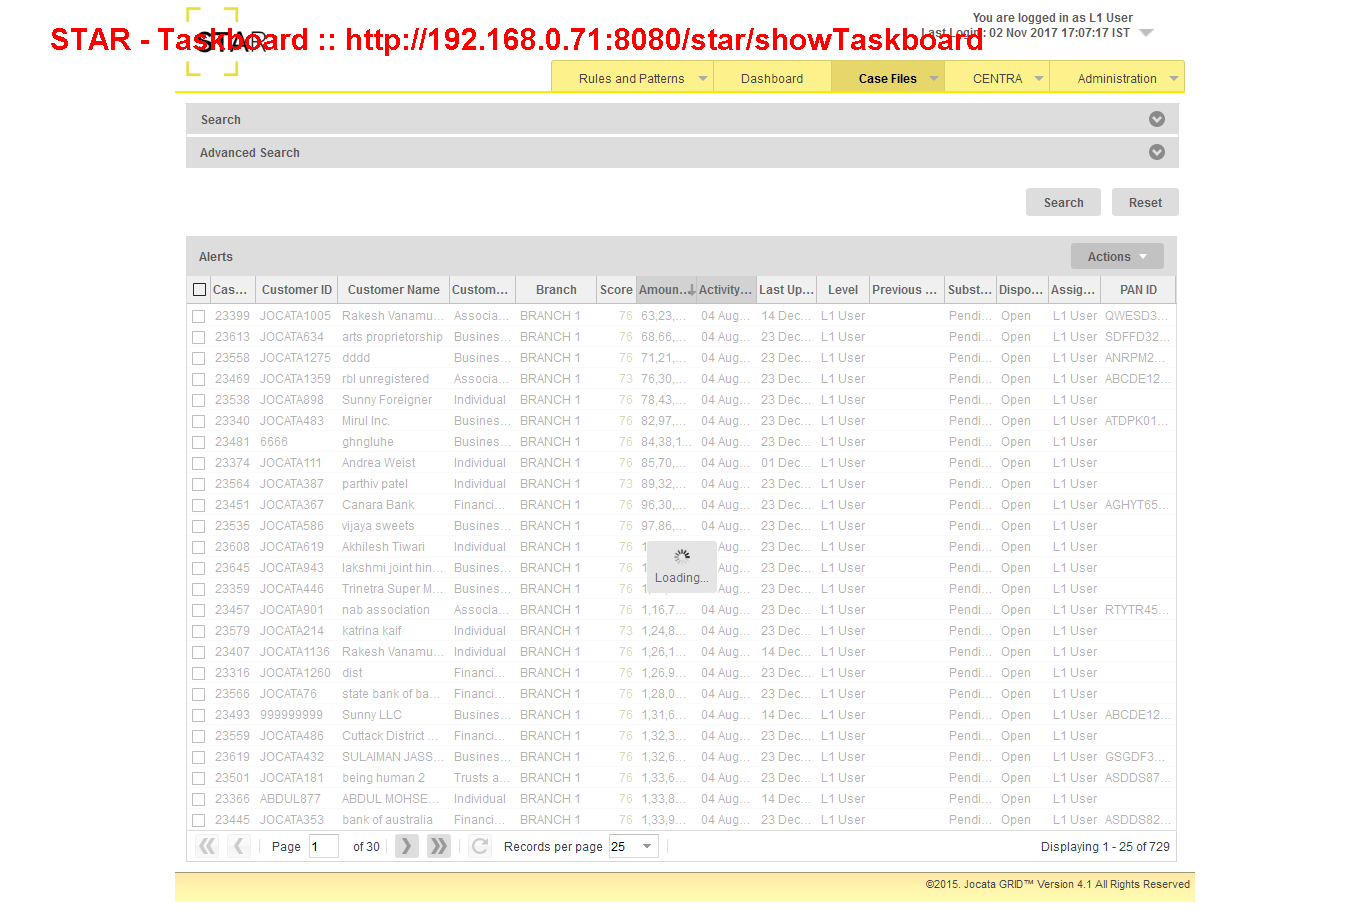 You are logged in as L1 User
STAR
STAR - Taskboard :: http://192.168.0.71:8080/star/showTaskboard
Last Login : 02 Nov 2017 17:07:17 IST
Rules and Patterns Dashboard Case Files CENTRA Administration
Search
Advanced Search
Search Reset
Alerts Actions
Cas... Customer ID Customer Name Custom... Branch Score Amoun... Activity... Last Up... Level Previous ... Subst... Dispo... Assig... PAN ID
23399 JOCATA1005 Rakesh Vanamu... Associa... BRANCH 1 76 63,23,... 04 Aug... 14 Dec... L1 User Pendi... Open L1 User QWESD3...
23613 JOCATA634 arts proprietorship Busines... BRANCH 1 76 68,66,... 04 Aug... 23 Dec... L1 User Pendi... Open L1 User SDFFD32...
23558 JOCATA1275 dddd Busines... BRANCH 1 76 71,21,... 04 Aug... 23 Dec... L1 User Pendi... Open L1 User ANRPM2...
23469 JOCATA1359 rbl unregistered Associa... BRANCH 1 73 76,30,... 04 Aug... 23 Dec... L1 User Pendi... Open L1 User ABCDE12...
23538 JOCATA898 Sunny Foreigner Individual BRANCH 1 76 78,43,... 04 Aug... 23 Dec... L1 User Pendi... Open L1 User
23340 JOCATA483 Mirul Inc. Busines... BRANCH 1 76 82,97,... 04 Aug... 23 Dec... L1 User Pendi... Open L1 User ATDPK01...
23481 6666 ghngluhe Busines... BRANCH 1 76 84,38,1... 04 Aug... 23 Dec... L1 User Pendi... Open L1 User
23374 JOCATA111 Andrea Weist Individual BRANCH 1 76 85,70,... 04 Aug... 01 Dec... L1 User Pendi... Open L1 User
23564 JOCATA387 parthiv patel Individual BRANCH 1 73 89,32,... 04 Aug... 23 Dec... L1 User Pendi... Open L1 User
23451 JOCATA367 Canara Bank Financi... BRANCH 1 76 96,30,... 04 Aug... 23 Dec... L1 User Pendi... Open L1 User AGHYT65...
23535 JOCATA586 vijaya sweets Busines... BRANCH 1 76 97,86,... 04 Aug... 23 Dec... L1 User Pendi... Open L1 User
23608 JOCATA619 Akhilesh Tiwari Individual BRANCH 1 76 Aug... 23 Dec... L1 User Pendi... Open L1 User
23645 JOCATA943 lakshmi joint hin... Individual BRANCH 1 76 Aug... 23 Dec... L1 User Pendi... Open L1 User
Loading...
23359 JOCATA446 Trinetra Super M... Individual BRANCH 1 76 Aug... 23 Dec... L1 User Pendi... Open L1 User
23457 JOCATA901 nab association Associa... BRANCH 1 76 1,16,7... 04 Aug... 23 Dec... L1 User Pendi... Open L1 User RTYTR45...
23579 JOCATA214 katrina kaif Individual BRANCH 1 73 1,24,8... 04 Aug... 23 Dec... L1 User Pendi... Open L1 User
23407 JOCATA1136 Rakesh Vanamu... Individual BRANCH 1 76 1,26,1... 04 Aug... 14 Dec... L1 User Pendi... Open L1 User
23316 JOCATA1260 dist Financi... BRANCH 1 76 1,26,9... 04 Aug... 23 Dec... L1 User Pendi... Open L1 User
23566 JOCATA76 state bank of ba... Financi... BRANCH 1 76 1,28,0... 04 Aug... 23 Dec... L1 User Pendi... Open L1 User
23493 999999999 Sunny LLC Busines... BRANCH 1 76 1,31,6... 04 Aug... 14 Dec... L1 User Pendi... Open L1 User ABCDE12...
23559 JOCATA486 Cuttack District ... Financi... BRANCH 1 76 1,32,3... 04 Aug... 23 Dec... L1 User Pendi... Open L1 User
23619 JOCATA432 SULAIMAN JASS... Busines... BRANCH 1 76 1,32,6... 04 Aug... 23 Dec... L1 User Pendi... Open L1 User GSGDF3...
23501 JOCATA181 being human 2 Trusts a... BRANCH 1 76 1,33,6... 04 Aug... 23 Dec... L1 User Pendi... Open L1 User ASDDS87...
23366 ABDUL877 ABDUL MOHSE... Individual BRANCH 1 76 1,33,8... 04 Aug... 14 Dec... L1 User Pendi... Open L1 User
23445 JOCATA353 bank of australia Financi... BRANCH 1 76 1,33,9... 04 Aug... 23 Dec... L1 User Pendi... Open L1 User ASDDS82...
Page 1 of 30 Records per page 25 Displaying 1 - 25 of 729
©2015. Jocata GRID™ Version 4.1 All Rights Reserved